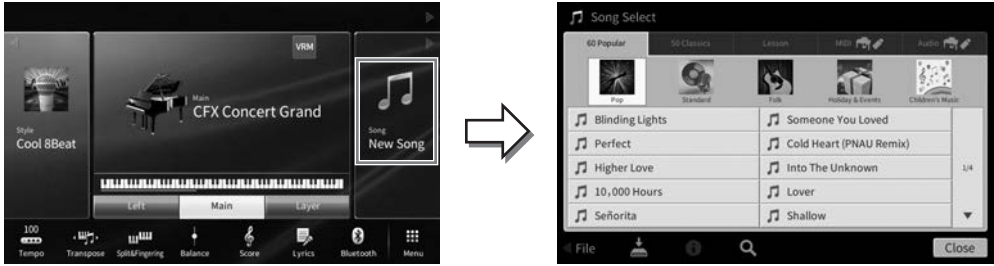 VRM
Main
CFX Concert Grand
Style
Cool 8Beat
Song
New Song
Left Main Layer
100
Tempo Transpose Split&Fingering Balance Score Lyrics Bluetooth Menu
Song Select
60 Popular 50 Classics Lesson MIDI Audio
Pop Standard Folk Holiday & Events Children's Music
Blinding Lights Someone You Loved
Perfect Cold Heart (PNAU Remix)
Higher Love Into The Unknown 1/4
10,000 Hours Lover
Señorita Shallow
File Close